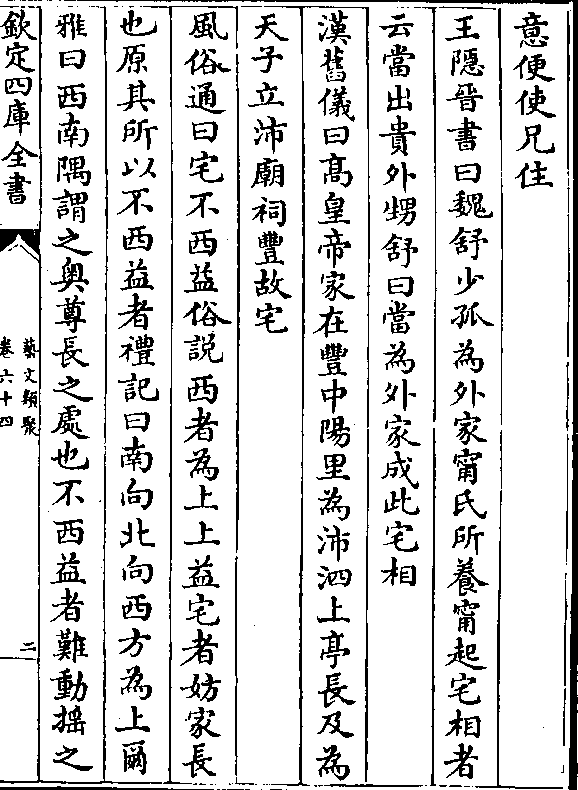 意便使兄住
王隱晉書曰魏舒少孤為外家甯氏所養甯起宅相者
云當出貴外甥舒曰當為外家成此宅相
漢舊儀曰髙皇帝家在豐中陽里為沛泗上亭長及為
天子立沛廟祠豐故宅
風俗通曰宅不西益俗説西者為上上益宅者妨家長
也原其所以不西益者禮記曰南向北向西方為上爾
雅曰西南隅謂之奥尊長之處也不西益者難動搖之
欽定四庫全書
藝文類聚
卷六十四
二